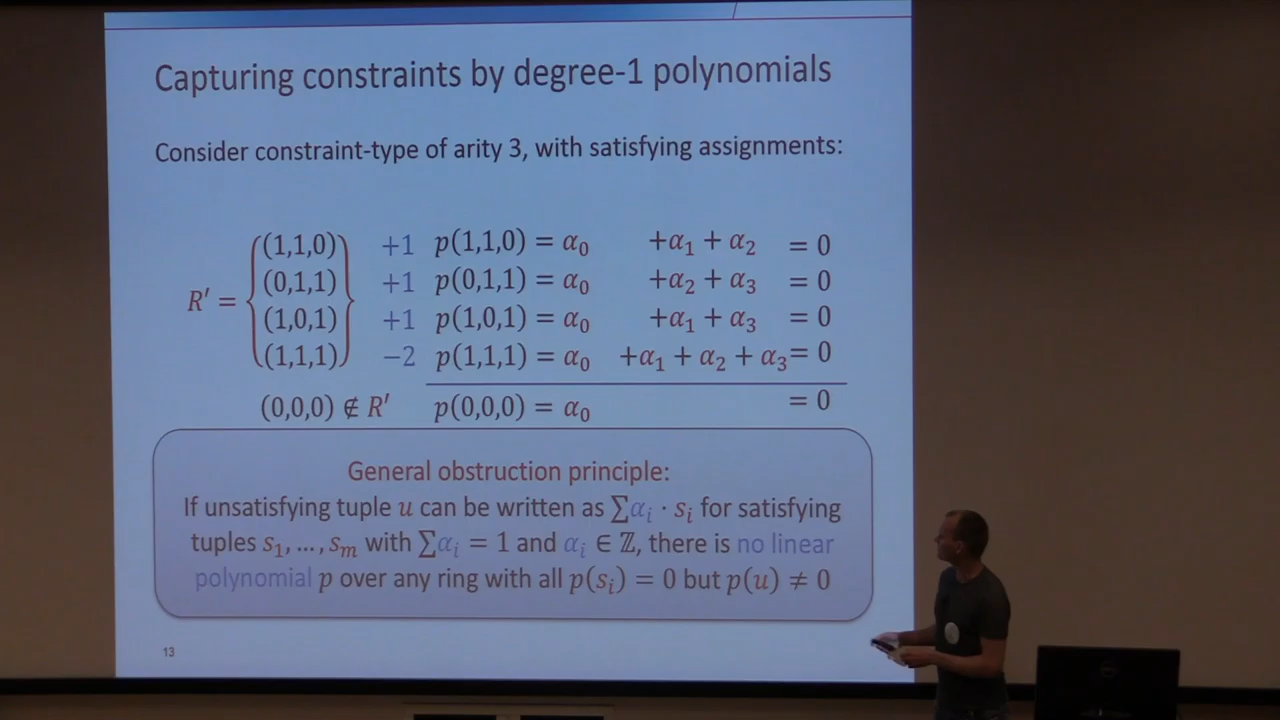 Capturing constraints by degree-1 polynomials
Consider constraint-type of arity 3, with satisfying assignments:
(1,1,0) +1 p(1,1,0) = α₀ +α₁ + α₂ = 0
(0,1,1) +1 p(0,1,1) = α₀ +α₂ + α₃ = 0
R′ =
(1,0,1) +1 p(1,0,1) = α₀ +α₁ + α₃ = 0
(1,1,1) −2 p(1,1,1) = α₀ +α₁ + α₂ + α₃= 0
(0,0,0) ∉ R′ p(0,0,0) = α₀ = 0
General obstruction principle:
If unsatisfying tuple u can be written as ∑αᵢ · sᵢ for satisfying
tuples s₁, …, sₘ with ∑αᵢ = 1 and αᵢ ∈ ℤ, there is no linear
polynomial p over any ring with all p(sᵢ) = 0 but p(u) ≠ 0
13